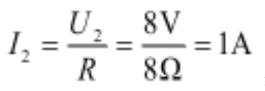 I₂ = U₂/R = 8V/8Ω = 1A